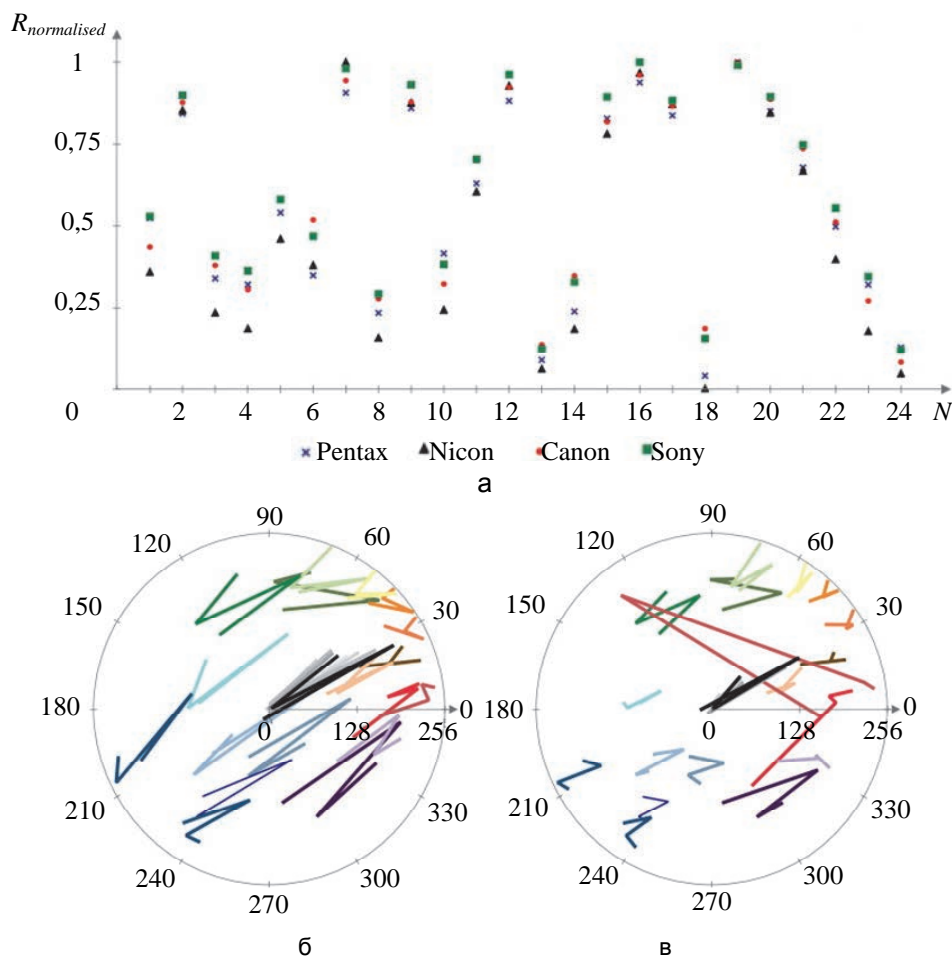 R normalised
1
0,75
0,5
0,25
0 2 4 6 8 10 12 14 16 18 20 22 24 N
Pentax Nicon Canon Sony
а
90 90
120 60 120 60
150 30 150 30
180 0 128 256 0 180 0 128 256 0
210 330 210 330
240 300 240 300
270 270
б в